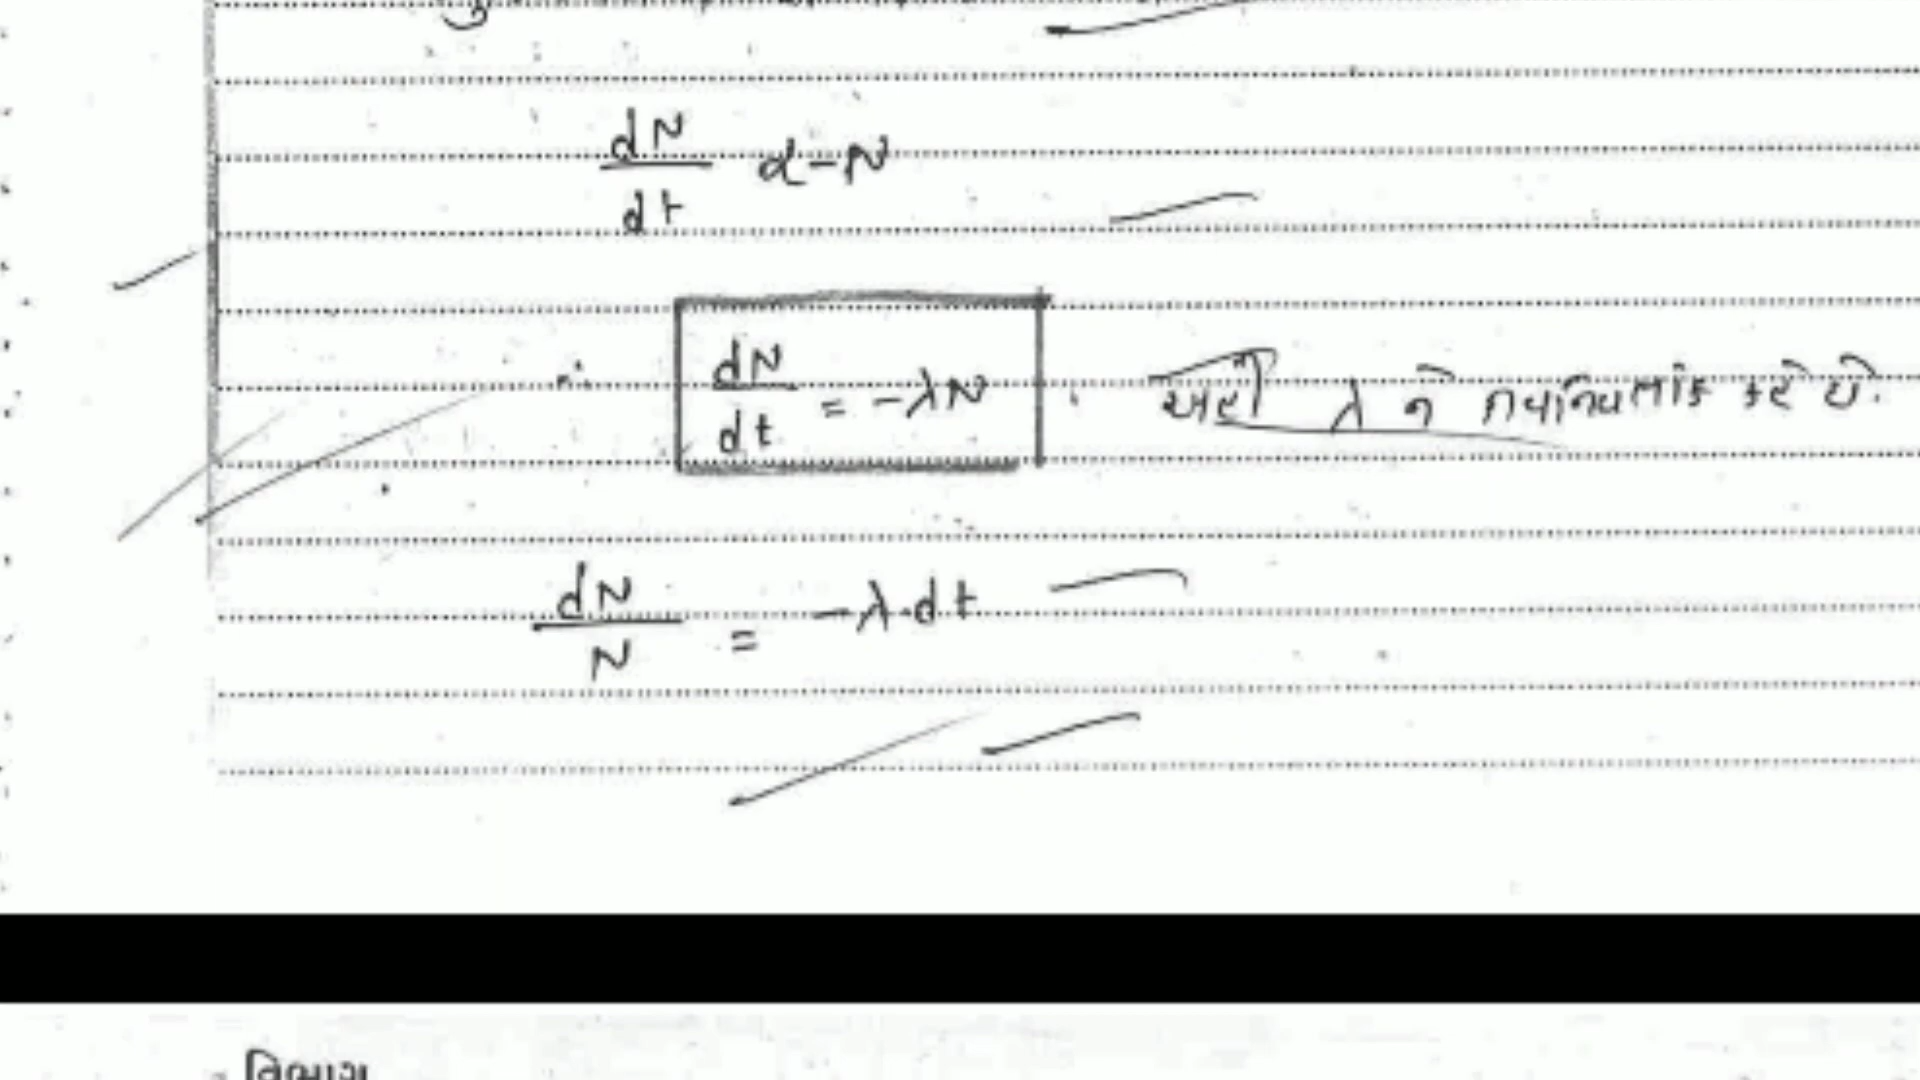 dN/dt α -N
∴ dN/dt = -λN . અહીં λ ને ક્ષયનિયતાંક કહે છે.
dN/N = -λ·dt
વિભાગ